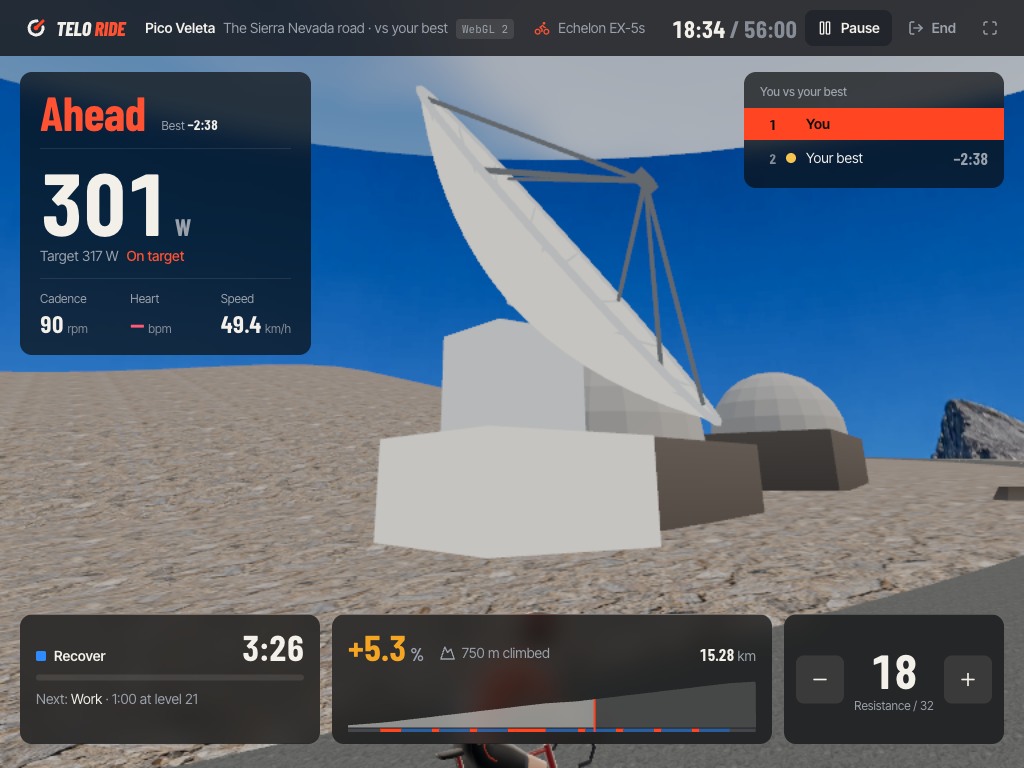 TELO RIDE
Pico Veleta The Sierra Nevada road · vs your best WebGL 2
Echelon EX-5s
18:34 / 56:00
Pause
End
Ahead Best −2:38
301 W
Target 317 W On target
Cadence Heart Speed
90 rpm – bpm 49.4 km/h
You vs your best
1 You
2 Your best −2:38
Recover 3:26
Next: Work · 1:00 at level 21
+5.3 % 750 m climbed 15.28 km
− 18 +
Resistance / 32